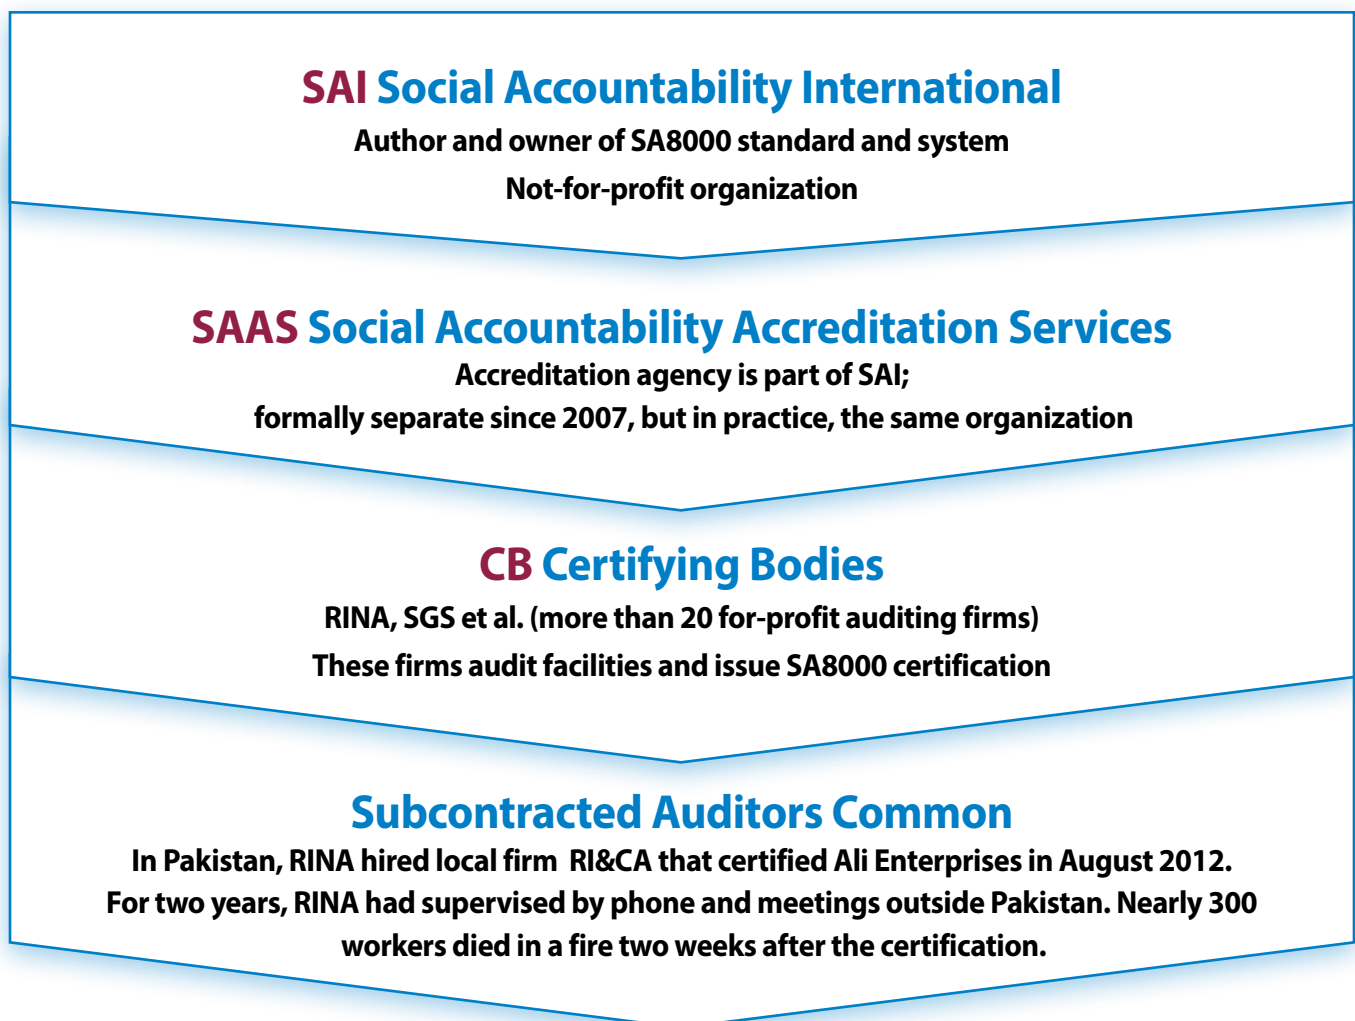 SAI Social Accountability International
Author and owner of SA8000 standard and system
Not-for-profit organization
SAAS Social Accountability Accreditation Services
Accreditation agency is part of SAI;
formally separate since 2007, but in practice, the same organization
CB Certifying Bodies
RINA, SGS et al. (more than 20 for-profit auditing firms)
These firms audit facilities and issue SA8000 certification
Subcontracted Auditors Common
In Pakistan, RINA hired local firm RI&CA that certified Ali Enterprises in August 2012.
For two years, RINA had supervised by phone and meetings outside Pakistan. Nearly 300
workers died in a fire two weeks after the certification.